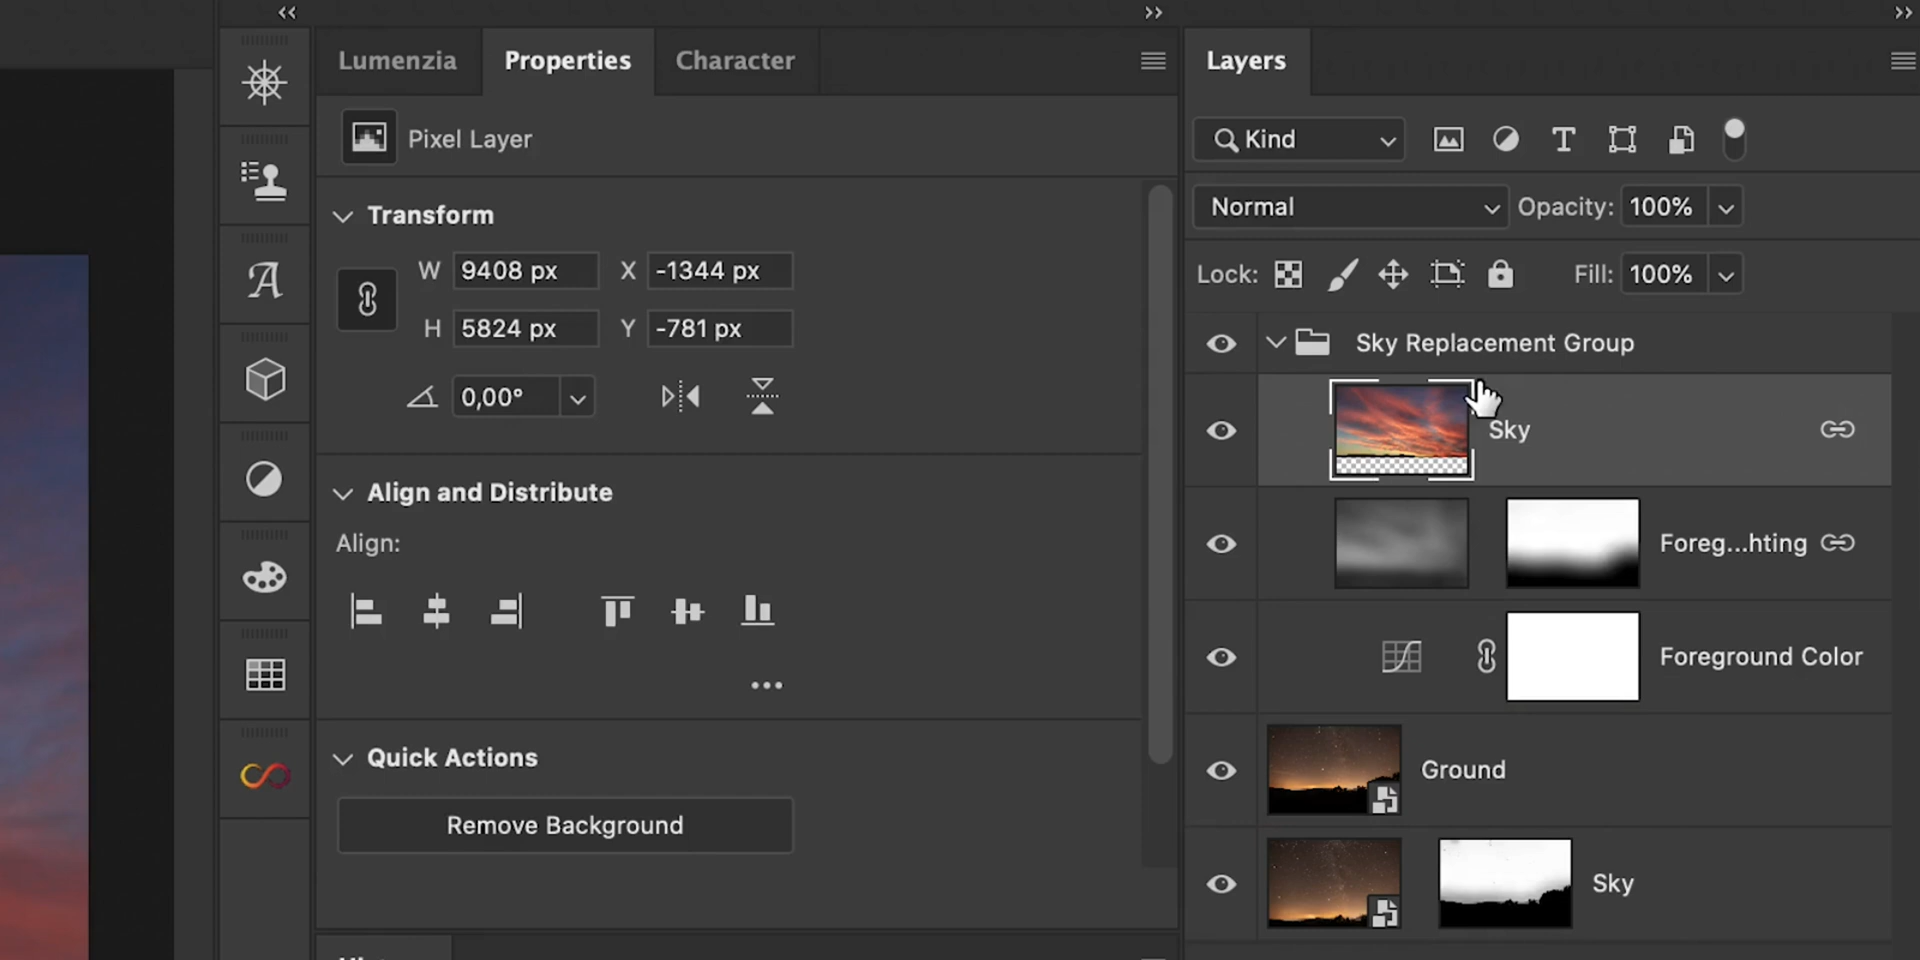 Lumenzia
Properties
Character
Layers
Pixel Layer
Kind
Transform
Normal
Opacity: 100%
W 9408 px X -1344 px
Lock:
Fill: 100%
H 5824 px Y -781 px
Sky Replacement Group
0,00°
Sky
Align and Distribute
Align:
Foreg...hting
Foreground Color
Quick Actions
Ground
Remove Background
Sky